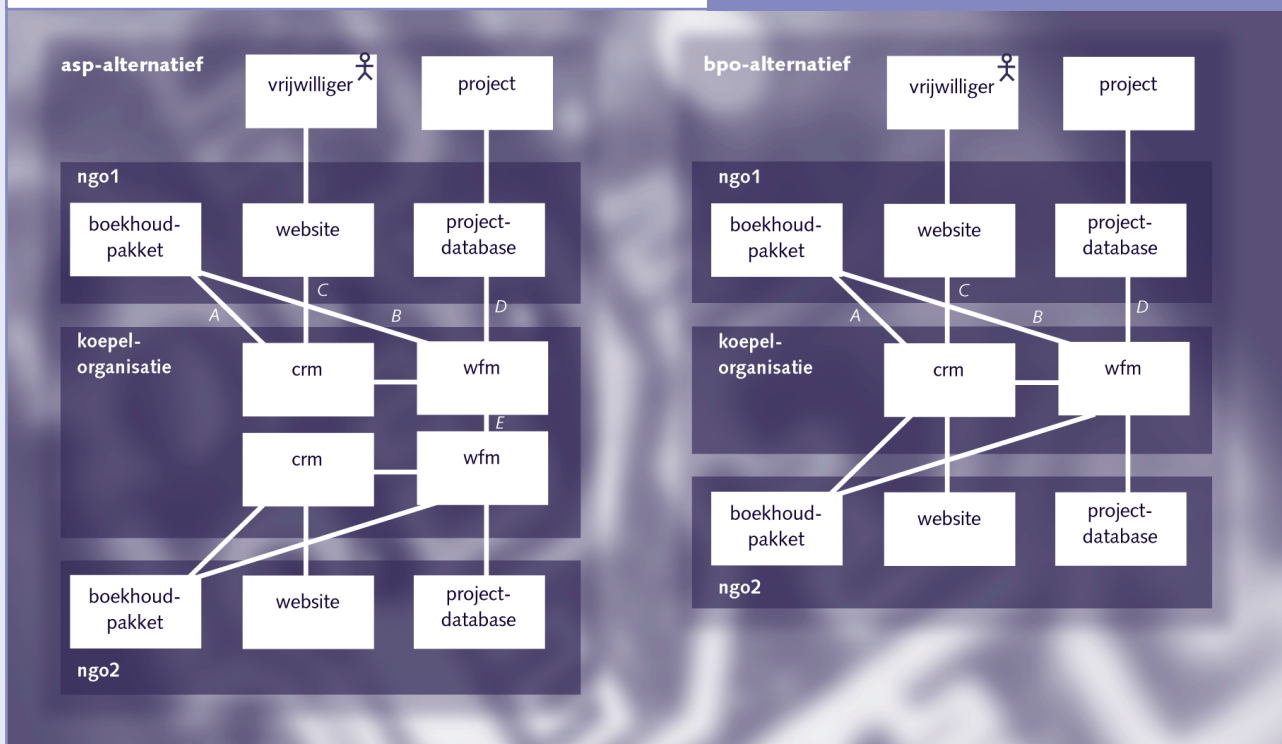 asp-alternatief
vrijwilliger
project
ngo1
boekhoud-
pakket
website
project-
database
A
C
B
D
koepel-
organisatie
crm
wfm
E
crm
wfm
boekhoud-
pakket
website
project-
database
ngo2
bpo-alternatief
vrijwilliger
project
ngo1
boekhoud-
pakket
website
project-
database
A
C
B
D
koepel-
organisatie
crm
wfm
boekhoud-
pakket
website
project-
database
ngo2